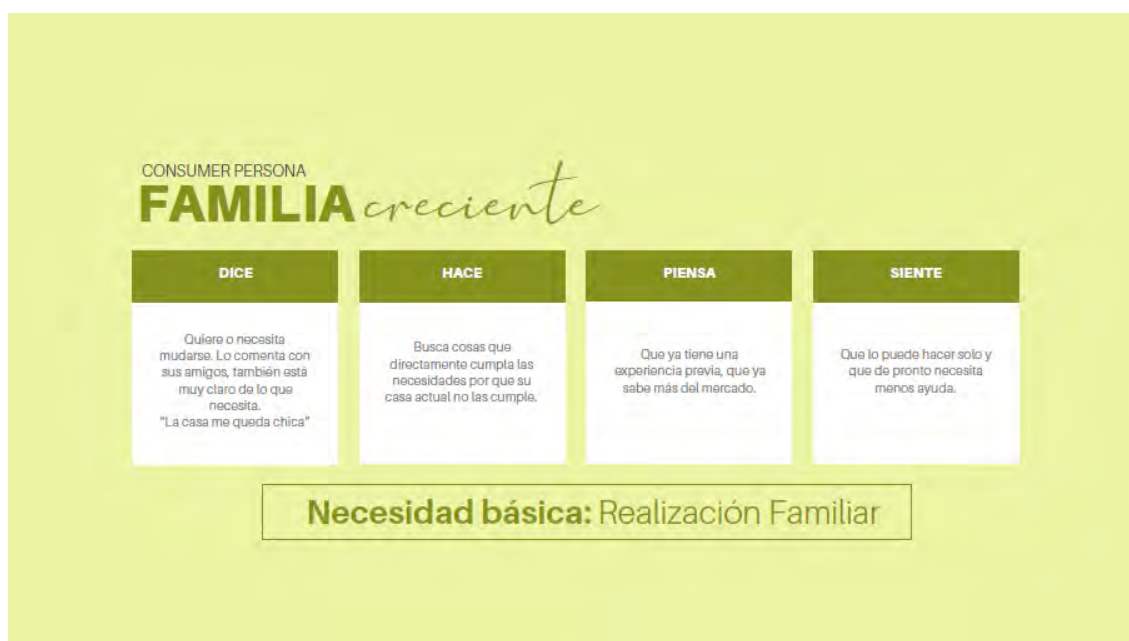 CONSUMER PERSONA
FAMILIA creciente
DICE
Quiere o necesita
mudarse. Lo comenta con
sus amigos, también está
muy claro de lo que
necesita.
"La casa me queda chica"
HACE
Busca cosas que
directamente cumpla las
necesidades por que su
casa actual no las cumple.
PIENSA
Que ya tiene una
experiencia previa, que ya
sabe más del mercado.
SIENTE
Que lo puede hacer solo y
que de pronto necesita
menos ayuda.
Necesidad básica: Realización Familiar